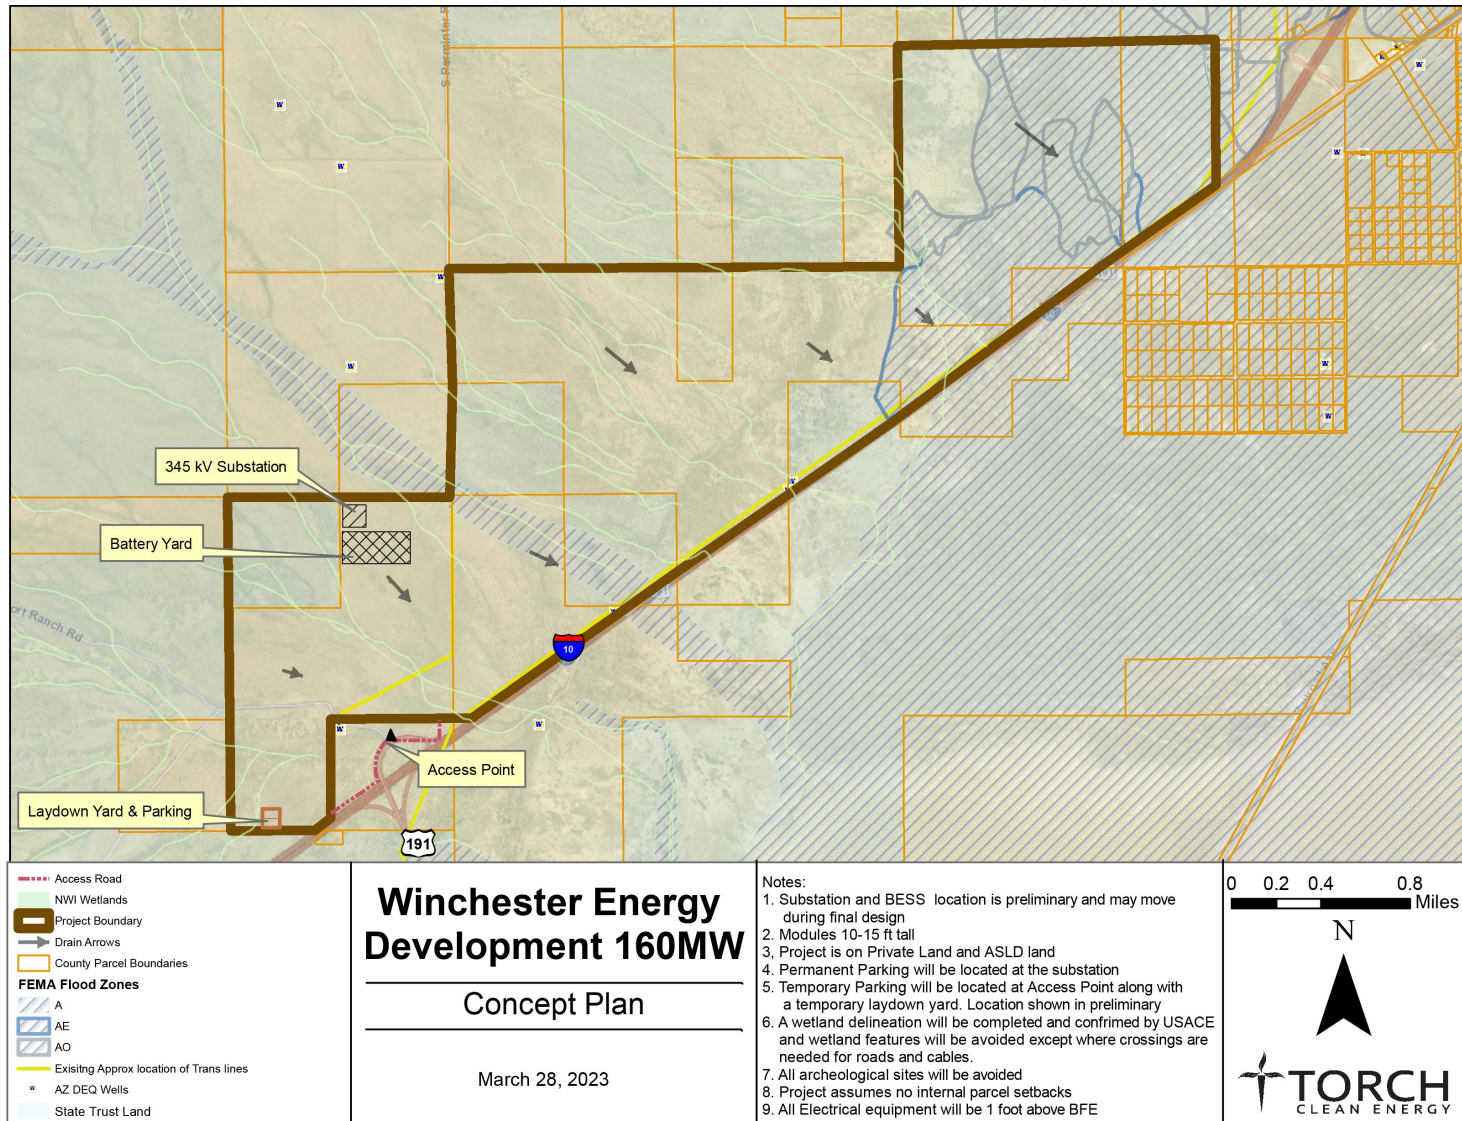 S Perminter R
345 kV Substation
Battery Yard
ort Ranch Rd
10
Access Point
Laydown Yard & Parking
191
Access Road
NWI Wetlands
Project Boundary
Drain Arrows
County Parcel Boundaries
FEMA Flood Zones
A
AE
AO
Exisitng Approx location of Trans lines
W AZ DEQ Wells
State Trust Land
Winchester Energy
Development 160MW
Concept Plan
March 28, 2023
Notes:
1. Substation and BESS location is preliminary and may move
during final design
2. Modules 10-15 ft tall
3, Project is on Private Land and ASLD land
4. Permanent Parking will be located at the substation
5. Temporary Parking will be located at Access Point along with
a temporary laydown yard. Location shown in preliminary
6. A wetland delineation will be completed and confrimed by USACE
and wetland features will be avoided except where crossings are
needed for roads and cables.
7. All archeological sites will be avoided
8. Project assumes no internal parcel setbacks
9. All Electrical equipment will be 1 foot above BFE
0 0.2 0.4 0.8
Miles
N
TORCH
CLEAN ENERGY